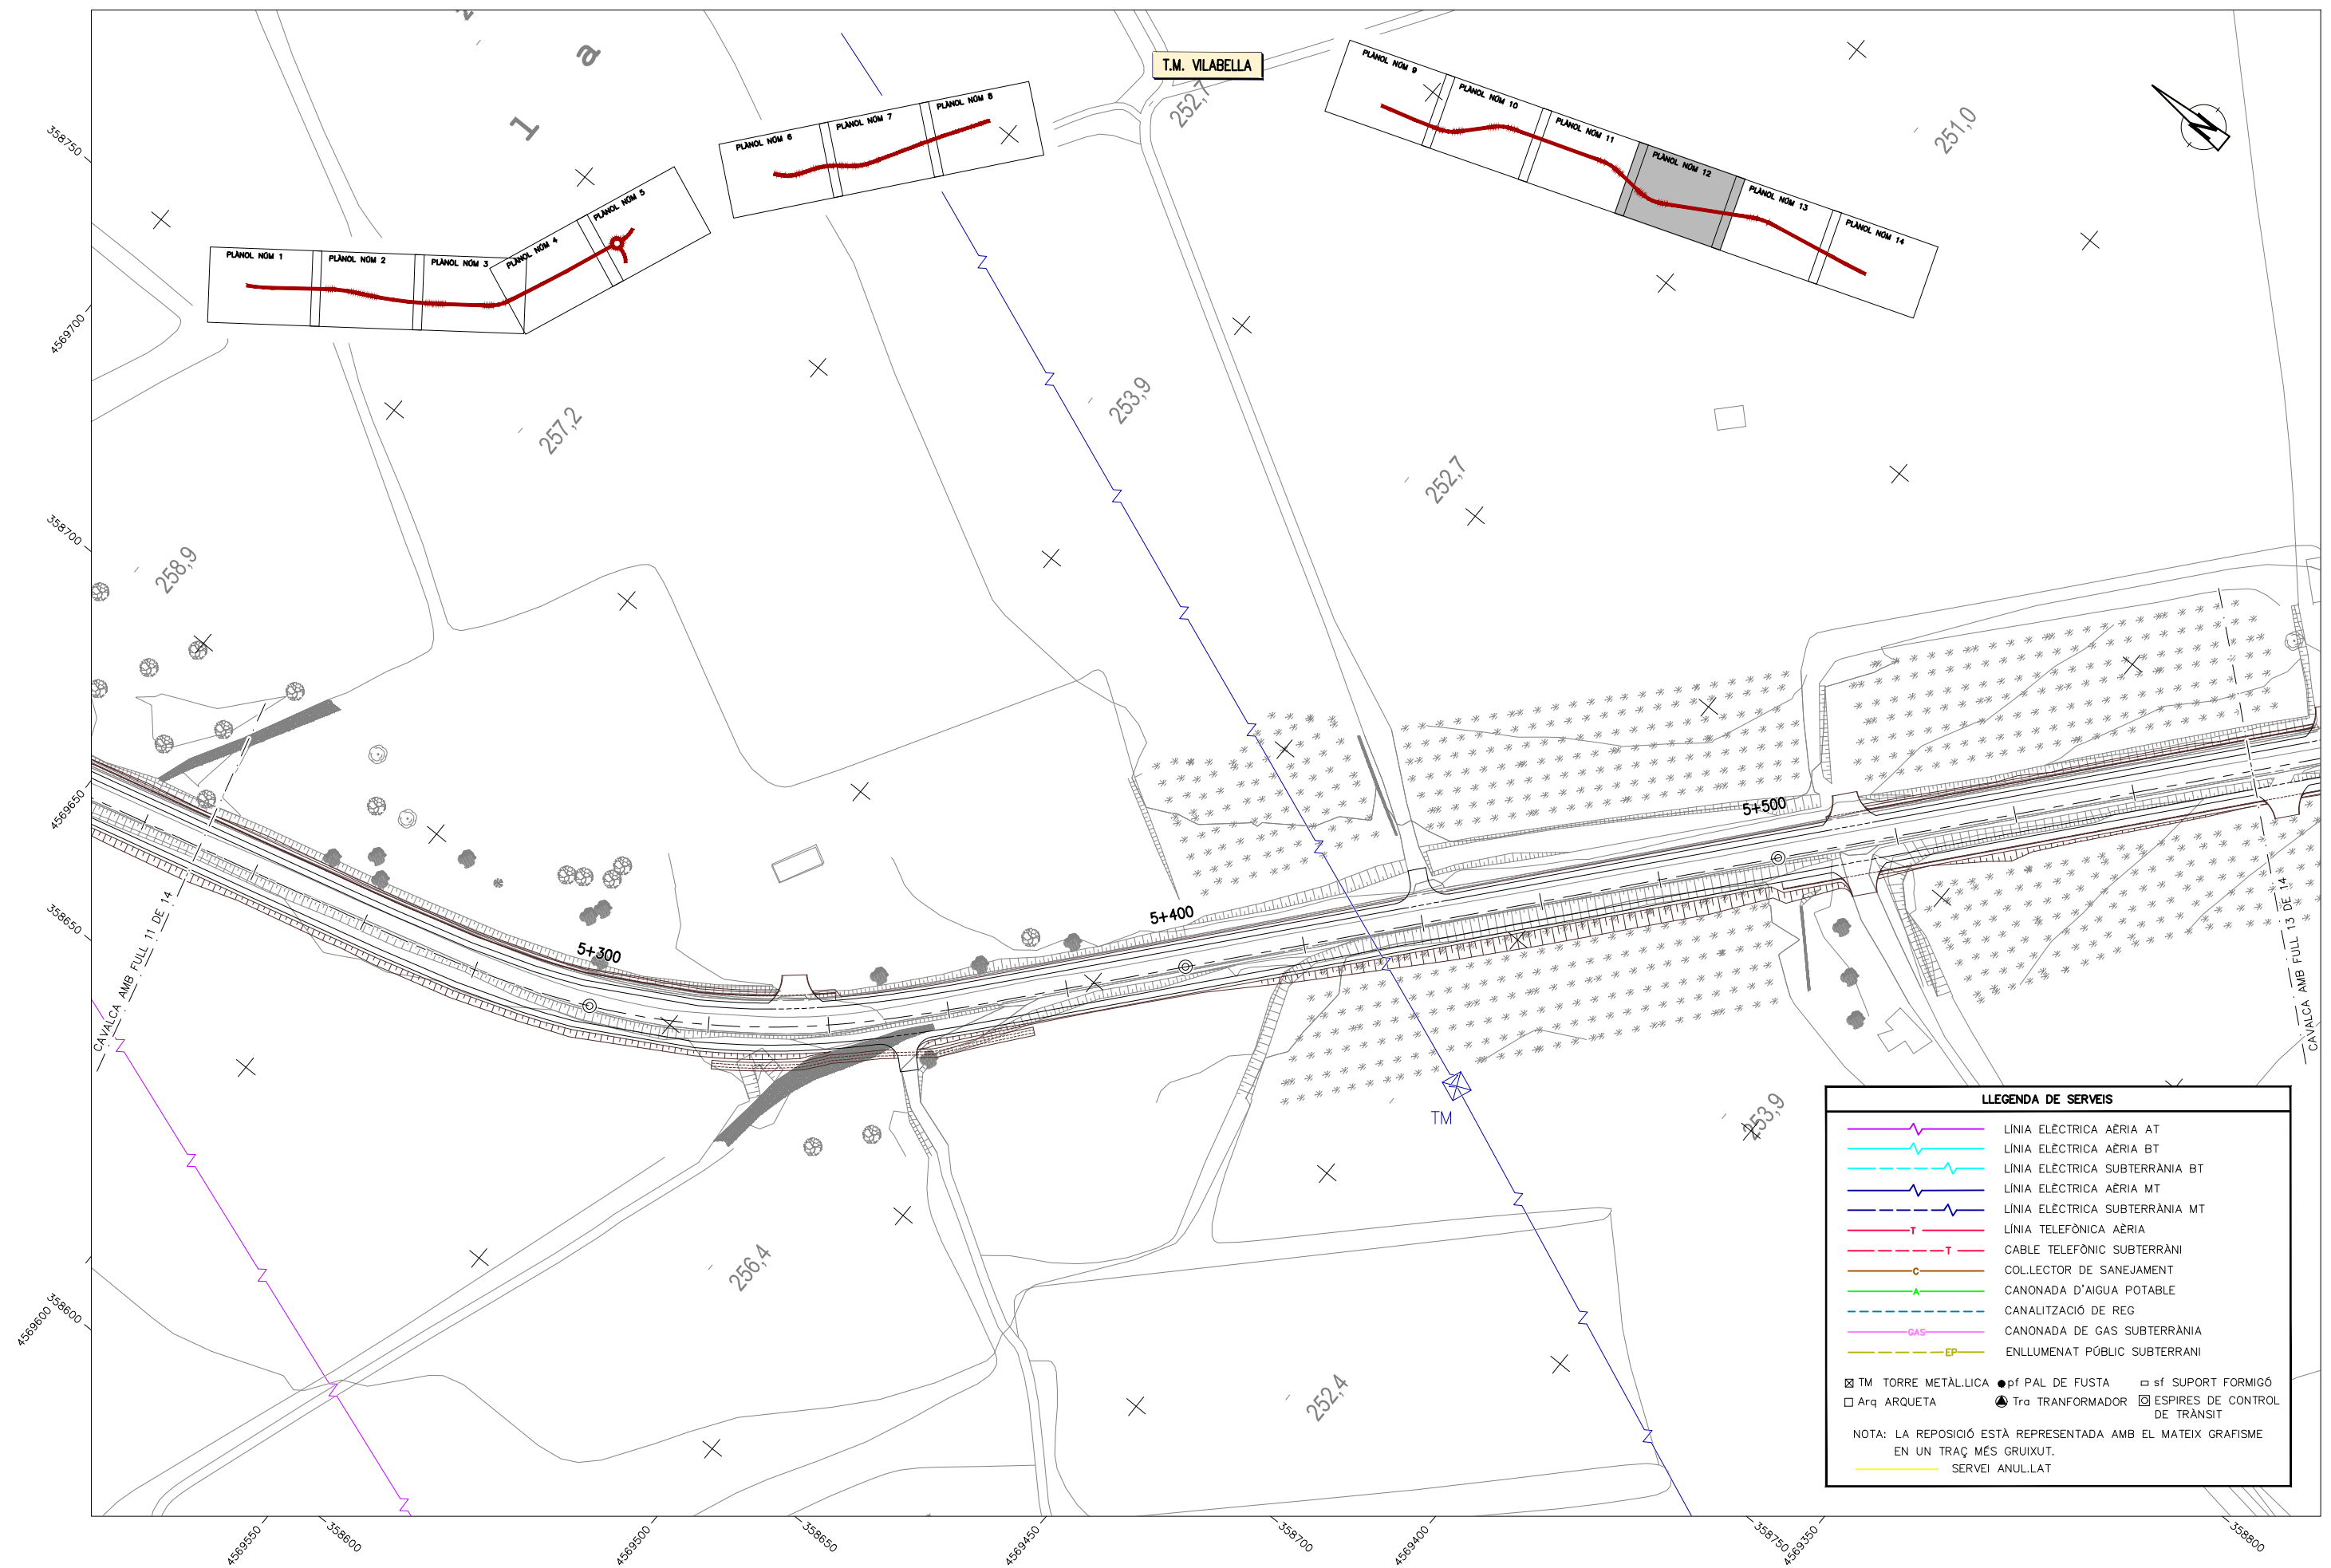 1 a
T.M. VILABELLA
PLÀNOL NÚM 1
PLÀNOL NÚM 2
PLÀNOL NÚM 3
PLÀNOL NÚM 4
PLÀNOL NÚM 5
PLÀNOL NÚM 6
PLÀNOL NÚM 7
PLÀNOL NÚM 8
PLÀNOL NÚM 9
PLÀNOL NÚM 10
PLÀNOL NÚM 11
PLÀNOL NÚM 12
PLÀNOL NÚM 13
PLÀNOL NÚM 14
N
252,7
251,0
257,2
253,9
252,7
258,9
256,4
252,4
253,9
358750
4569700
358700
4569650
358650
358600
4569600
5+300
5+400
5+500
CAVALCA AMB FULL 11 DE 14
CAVALCA AMB FULL 13 DE 14
TM
LLEGENDA DE SERVEIS
LÍNIA ELÈCTRICA AÈRIA AT
LÍNIA ELÈCTRICA AÈRIA BT
LÍNIA ELÈCTRICA SUBTERRÀNIA BT
LÍNIA ELÈCTRICA AÈRIA MT
LÍNIA ELÈCTRICA SUBTERRÀNIA MT
T LÍNIA TELEFÒNICA AÈRIA
T CABLE TELEFÒNIC SUBTERRÀNI
C COL.LECTOR DE SANEJAMENT
A CANONADA D'AIGUA POTABLE
CANALITZACIÓ DE REG
GAS CANONADA DE GAS SUBTERRÀNIA
EP ENLLUMENAT PÚBLIC SUBTERRANI
TM TORRE METÀL.LICA pf PAL DE FUSTA sf SUPORT FORMIGÓ
Arq ARQUETA Tra TRANFORMADOR ESPIRES DE CONTROL
DE TRÀNSIT
NOTA: LA REPOSICIÓ ESTÀ REPRESENTADA AMB EL MATEIX GRAFISME
EN UN TRAÇ MÉS GRUIXUT.
SERVEI ANUL.LAT
4569550
358600
4569500
358650
4569450
358700
4569400
358750
4569350
358800